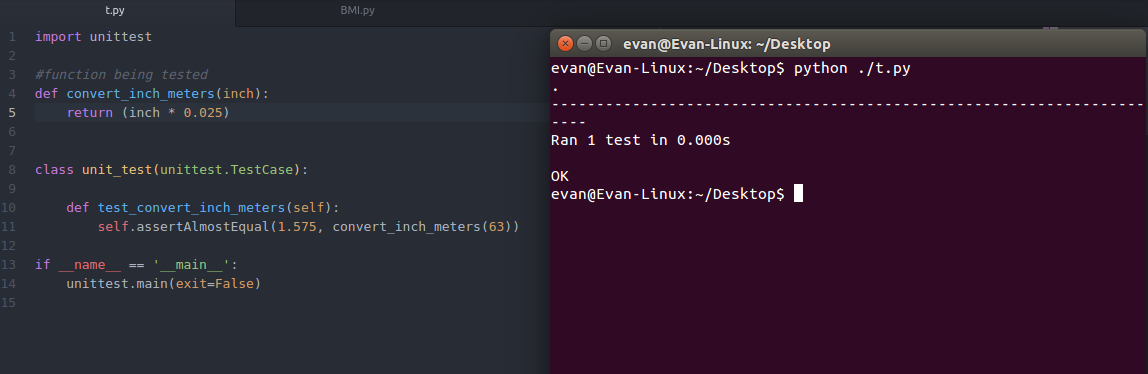 t.py
BMI.py
1 import unittest
2
3 #function being tested
4 def convert_inch_meters(inch):
5     return (inch * 0.025)
6
7
8 class unit_test(unittest.TestCase):
9
10     def test_convert_inch_meters(self):
11         self.assertAlmostEqual(1.575, convert_inch_meters(63))
12
13 if __name__ == '__main__':
14     unittest.main(exit=False)
15
evan@Evan-Linux: ~/Desktop
evan@Evan-Linux:~/Desktop$ python ./t.py
.
------------------------------------------------------------------
----
Ran 1 test in 0.000s
OK
evan@Evan-Linux:~/Desktop$